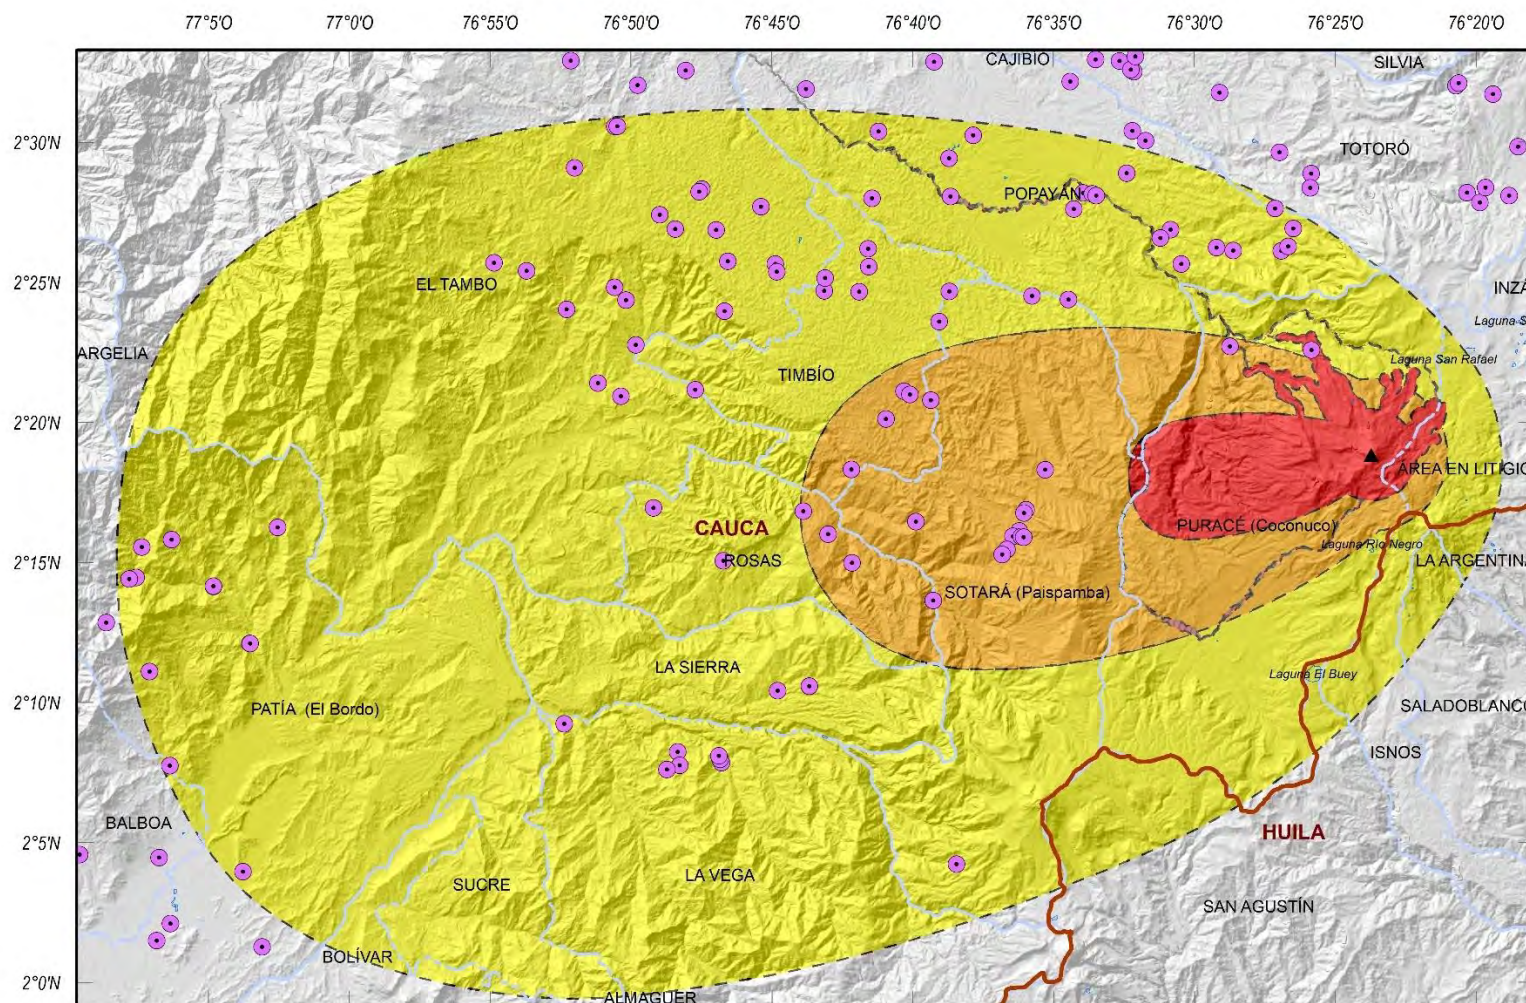 77°5'0"
77°0'0"
76°55'0"
76°50'0"
76°45'0"
76°40'0"
76°35'0"
76°30'0"
76°25'0"
76°20'0"
CAJIBIO
SILVIA
2°30'N
TOTORÓ
POPAYÁN
2°25'N
EL TAMBO
INZÁ
Laguna S
ARGELIA
Laguna San Rafael
TIMBÍO
2°20'N
ÁREA EN LITIGIO
CAUCA
PURACÉ (Coconuco)
Laguna Rio Negro
2°15'N
ROSAS
LA ARGENTINA
SOTARÁ (Paispamba)
LA SIERRA
Laguna El Buey
2°10'N
PATÍA (El Bordo)
SALADOBLANCO
ISNOS
BALBOA
HUILA
2°5'N
LA VEGA
SUCRE
SAN AGUSTÍN
BOLÍVAR
2°0'N
ALMAGUER